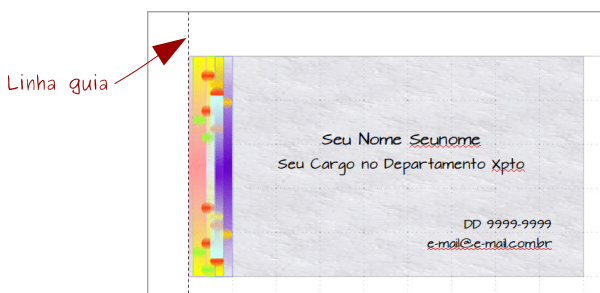 Linha guia
Seu Nome Seunome
Seu Cargo no Departamento Xpto
DD 9999-9999
e-mail@e-mail.com.br